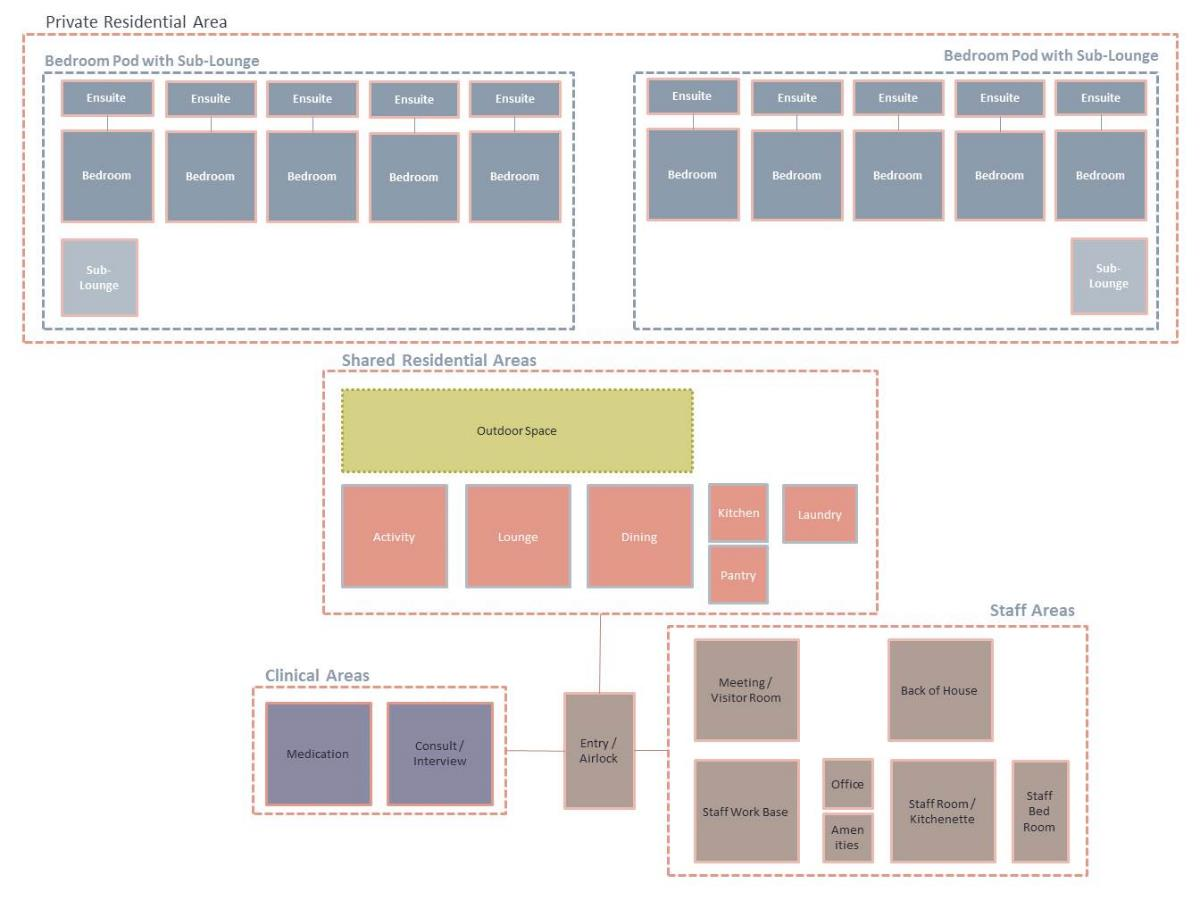 Private Residential Area
Bedroom Pod with Sub-Lounge
Ensuite
Ensuite
Ensuite
Ensuite
Ensuite
Bedroom
Bedroom
Bedroom
Bedroom
Bedroom
Sub-
Lounge
Bedroom Pod with Sub-Lounge
Ensuite
Ensuite
Ensuite
Ensuite
Ensuite
Bedroom
Bedroom
Bedroom
Bedroom
Bedroom
Sub-
Lounge
Shared Residential Areas
Outdoor Space
Activity
Lounge
Dining
Kitchen
Laundry
Pantry
Clinical Areas
Medication
Consult /
Interview
Entry /
Airlock
Staff Areas
Meeting /
Visitor Room
Back of House
Staff Work Base
Office
Amen
ities
Staff Room /
Kitchenette
Staff
Bed
Room